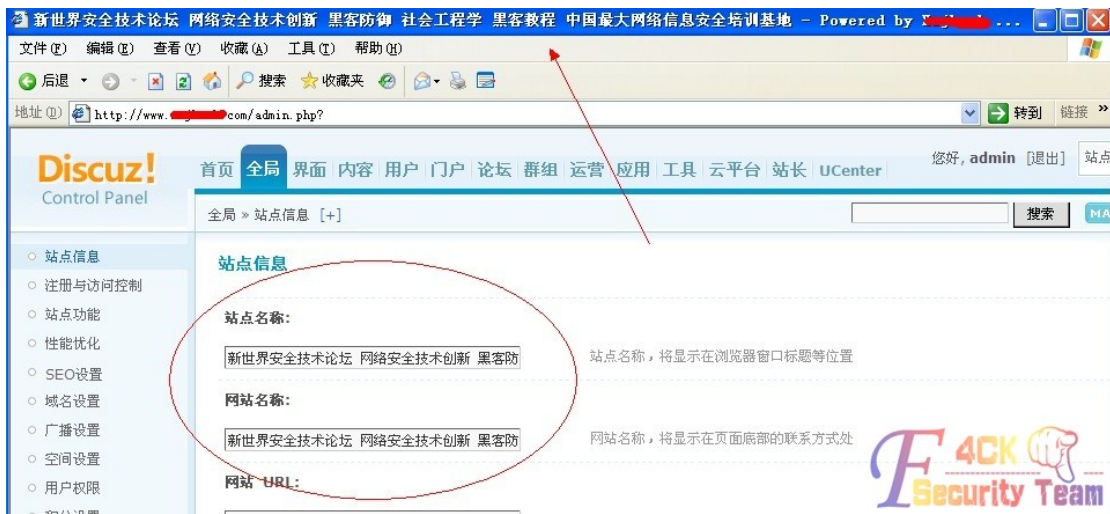 新世界安全技术论坛 网络安全技术创新 黑客防御 社会工程学 黑客教程 中国最大网络信息安全培训基地 - Powered by ...
文件(F) 编辑(E) 查看(V) 收藏(A) 工具(T) 帮助(H)
后退 搜索 收藏夹
地址(D) http://www. com/admin.php? 转到 链接 »
Discuz!
Control Panel
首页 全局 界面 内容 用户 门户 论坛 群组 运营 应用 工具 云平台 站长 UCenter
您好, admin [退出] 站点
全局 » 站点信息 [+] 搜索 MA
站点信息
注册与访问控制
站点功能
性能优化
SEO设置
域名设置
广播设置
空间设置
用户权限
站点信息
站点名称:
新世界安全技术论坛 网络安全技术创新 黑客防
站点名称，将显示在浏览器窗口标题等位置
网站名称:
新世界安全技术论坛 网络安全技术创新 黑客防
网站名称，将显示在页面底部的联系方式处
网站 URL:
F4CK
Security Team